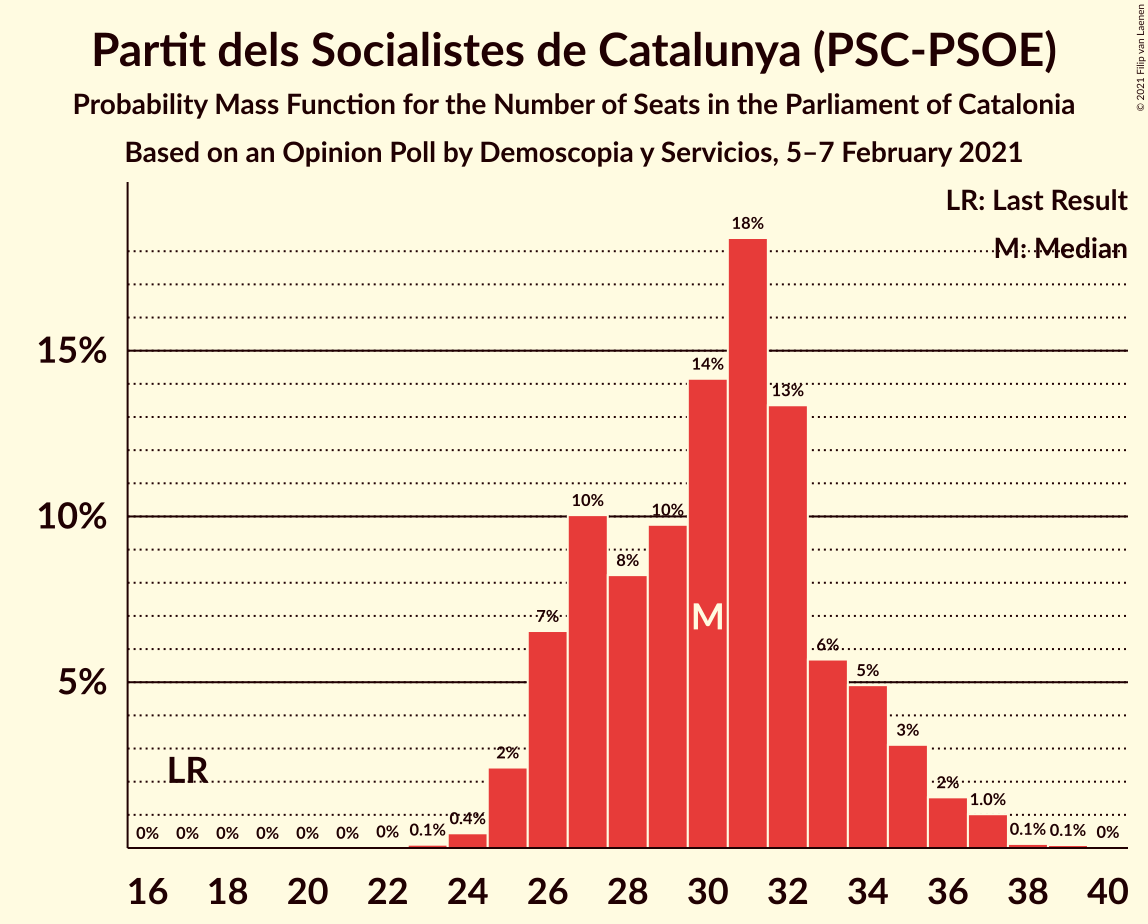 Partit dels Socialistes de Catalunya (PSC-PSOE)
Probability Mass Function for the Number of Seats in the Parliament of Catalonia
Based on an Opinion Poll by Demoscopia y Servicios, 5–7 February 2021
© 2021 Filip van Laenen
LR: Last Result
M: Median
15%
10%
5%
LR
M
0% 0% 0% 0% 0% 0% 0% 0.1% 0.4% 2% 7% 10% 8% 10% 14% 18% 13% 6% 5% 3% 2% 1.0% 0.1% 0.1% 0%
16 18 20 22 24 26 28 30 32 34 36 38 40